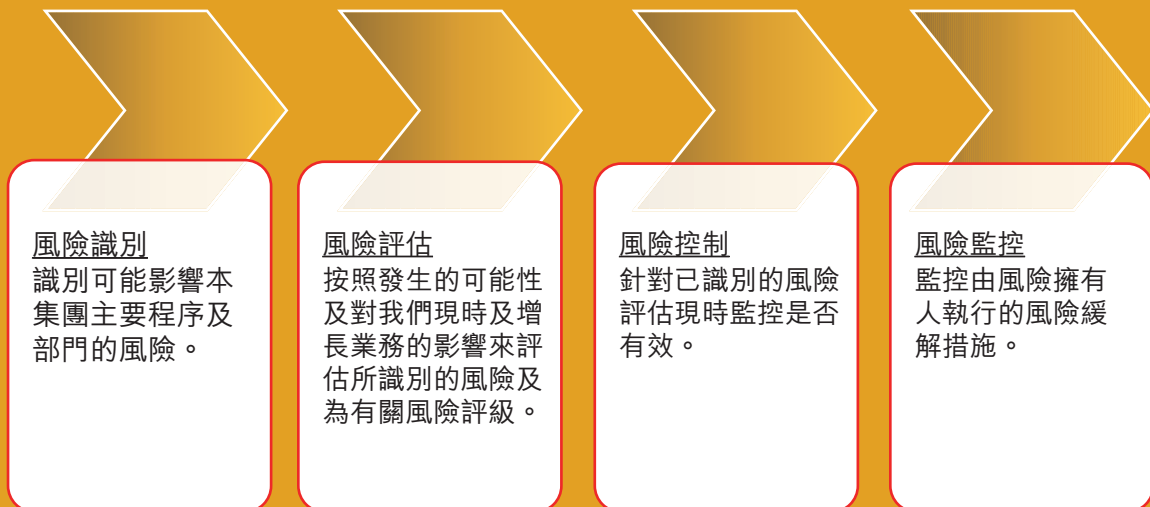 風險識別
識別可能影響本
集團主要程序及
部門的風險。
風險評估
按照發生的可能性
及對我們現時及增
長業務的影響來評
估所識別的風險及
為有關風險評級。
風險控制
針對已識別的風險
評估現時監控是否
有效。
風險監控
監控由風險擁有
人執行的風險緩
解措施。